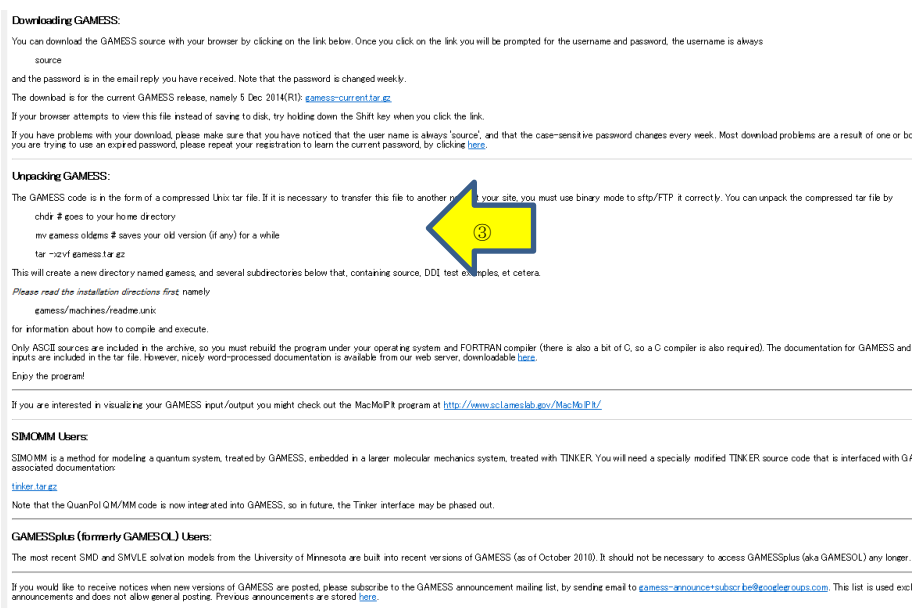 Downloading GAMESS:
You can download the GAMESS source with your browser by clicking on the link below. Once you click on the link you will be prompted for the username and password, the username is always
source
and the password is in the email reply you have received. Note that the password is changed weekly.
The download is for the current GAMESS release, namely 5 Dec 2014(R1): gamess-current.tar.gz
If your browser attempts to view this file instead of saving to disk, try holding down the Shift key when you click the link.
If you have problems with your download, please make sure that you have noticed that the user name is always 'source', and that the case-sensitive password changes every week. Most download problems are a result of one or bo
you are trying to use an expired password, please repeat your registration to learn the current password, by clicking here.
Unpacking GAMESS:
The GAMESS code is in the form of a compressed Unix tar file. If it is necessary to transfer this file to another your site, you must use binary mode to sftp/FTP it correctly. You can unpack the compressed tar file by
chdir # goes to your home directory
mv gamess oldgms # saves your old version (if any) for a while
③
tar -xzvf gamess.tar.gz
This will create a new directory named gamess, and several subdirectories below that, containing source, DDI, test examples, et cetera.
Please read the installation directions first, namely
gamess/machines/readme.unix
for information about how to compile and execute.
Only ASCII sources are included in the archive, so you must rebuild the program under your operating system and FORTRAN compiler (there is also a bit of C, so a C compiler is also required). The documentation for GAMESS and
inputs are included in the tar file. However, nicely word-processed documentation is available from our web server, downloadable here.
Enjoy the program!
If you are interested in visualizing your GAMESS input/output you might check out the MacMolPlt program at http://www.scl.ameslab.gov/MacMolPlt/
SIMOMM Users:
SIMOMM is a method for modeling a quantum system, treated by GAMESS, embedded in a larger molecular mechanics system, treated with TINKER. You will need a specially modified TINKER source code that is interfaced with GA
associated documentation:
tinker.tar.gz
Note that the QuanPol QM/MM code is now integrated into GAMESS, so in future, the Tinker interface may be phased out.
GAMESSplus (formerly GAMESOL) Users:
The most recent SMD and SMVLE solvation models from the University of Minnesota are built into recent versions of GAMESS (as of October 2010). It should not be necessary to access GAMESSplus (aka GAMESOL) any longer.
If you would like to receive notices when new versions of GAMESS are posted, please subscribe to the GAMESS announcement mailing list, by sending email to gamess-announce+subscribe@googlegroups.com. This list is used excl
announcements and does not allow general posting. Previous announcements are stored here.